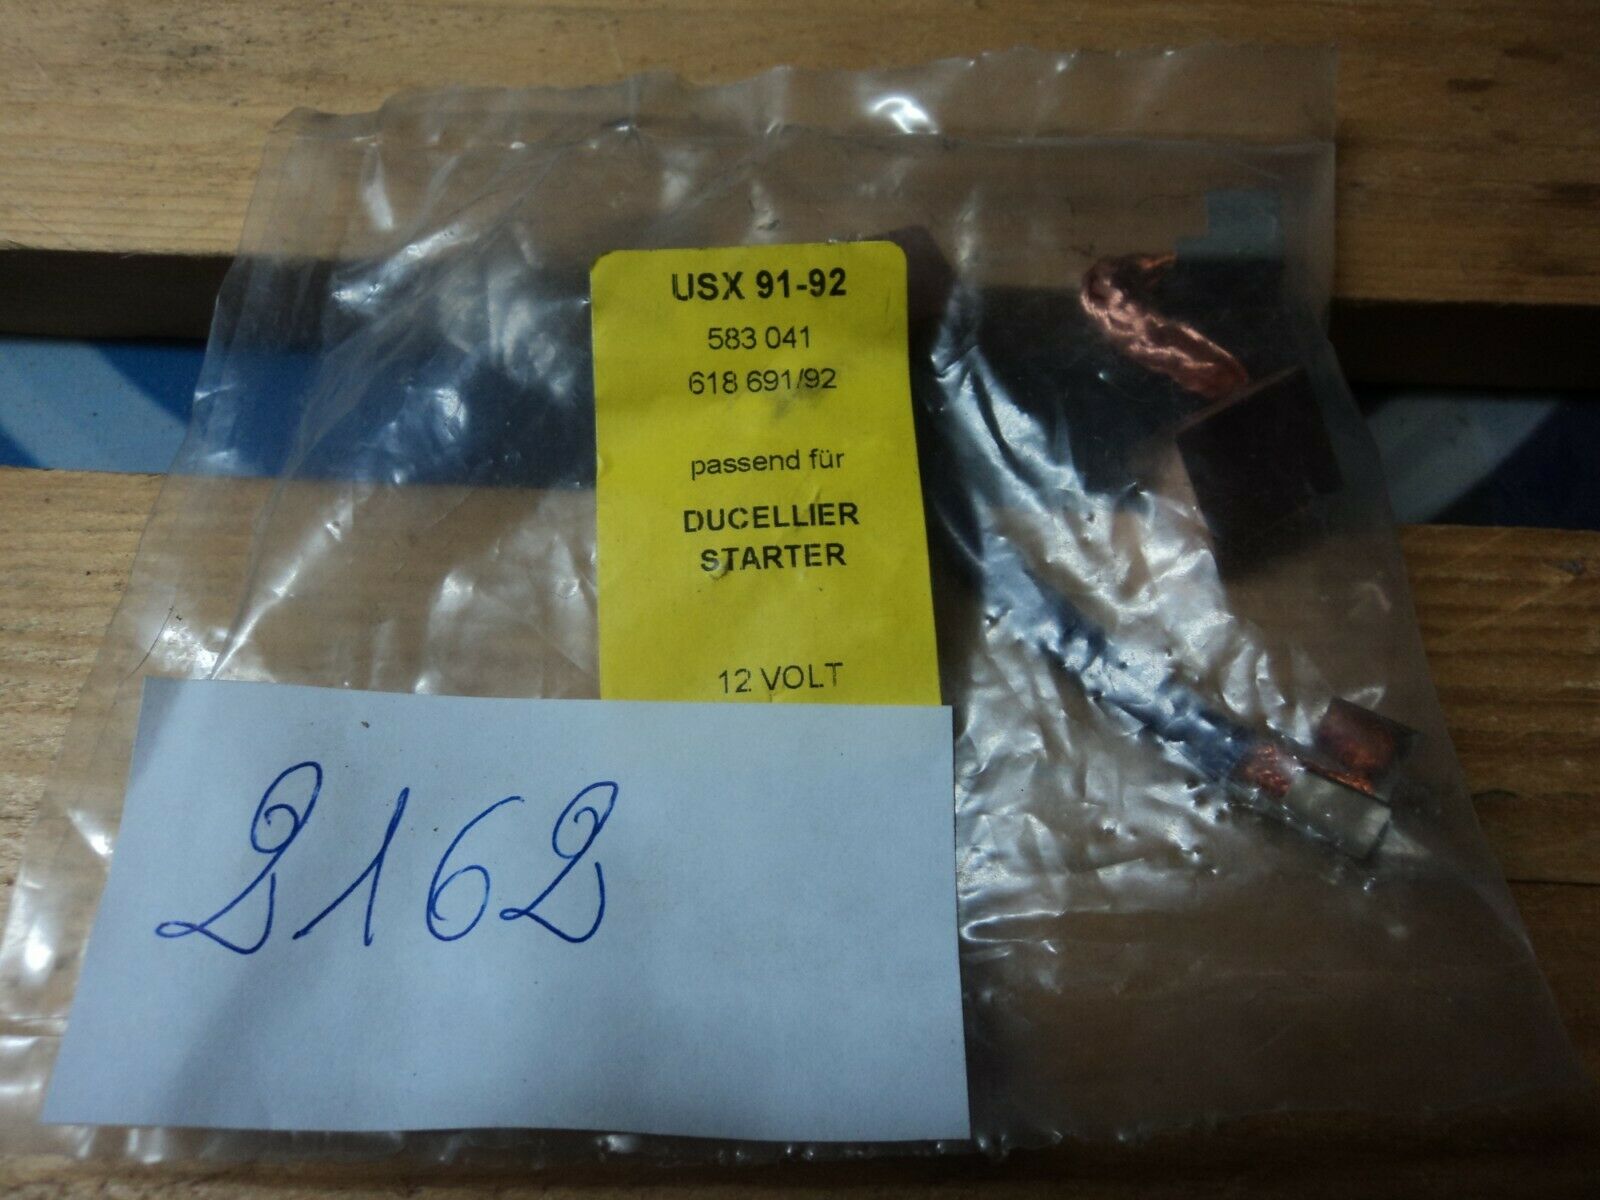 USX 91-92
583 041
618 691/92
passend für
DUCELLIER
STARTER
12 VOLT
2162